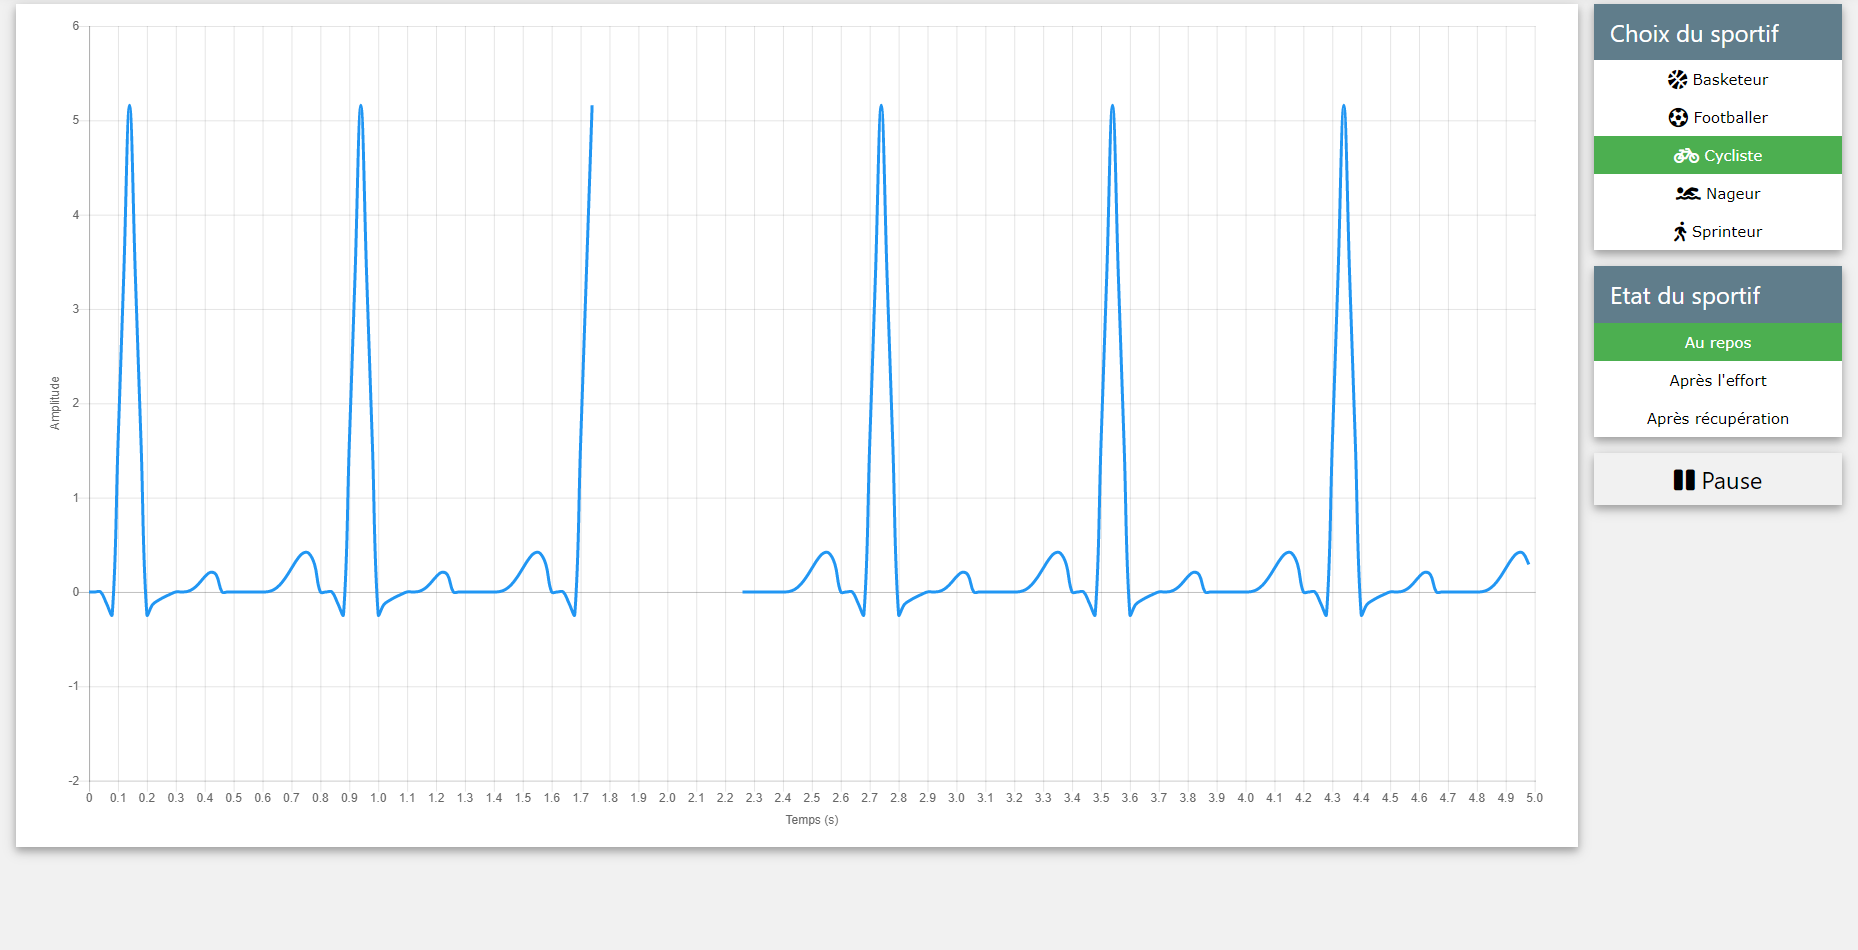 6
5
4
3
2
1
0
-1
-2
Amplitude
0 0.1 0.2 0.3 0.4 0.5 0.6 0.7 0.8 0.9 1.0 1.1 1.2 1.3 1.4 1.5 1.6 1.7 1.8 1.9 2.0 2.1 2.2 2.3 2.4 2.5 2.6 2.7 2.8 2.9 3.0 3.1 3.2 3.3 3.4 3.5 3.6 3.7 3.8 3.9 4.0 4.1 4.2 4.3 4.4 4.5 4.6 4.7 4.8 4.9 5.0
Temps (s)
Choix du sportif
Basketeur
Footballer
Cycliste
Nageur
Sprinteur
Etat du sportif
Au repos
Après l'effort
Après récupération
Pause